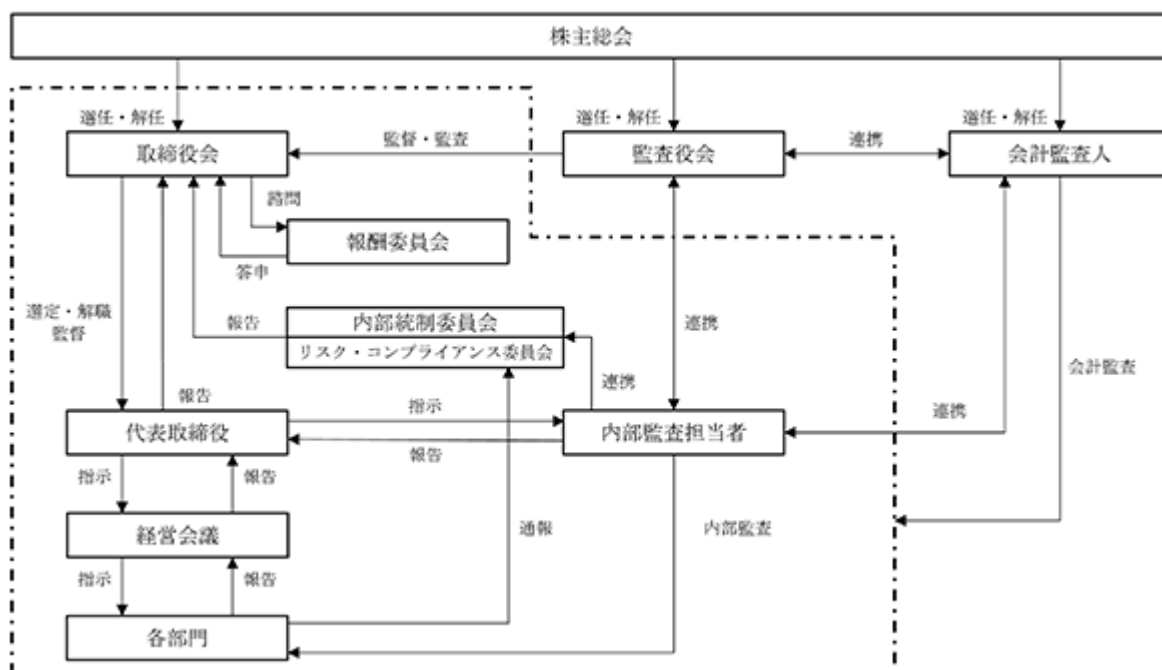 株主総会
選任・解任
選任・解任
選任・解任
取締役会
監督・監査
監査役会
連携
会計監査人
諮問
報酬委員会
答申
選定・解職
監督
報告
内部統制委員会
リスク・コンプライアンス委員会
連携
会計監査
連携
報告
指示
連携
代表取締役
内部監査担当者
報告
指示
報告
経営会議
通報
内部監査
指示
報告
各部門